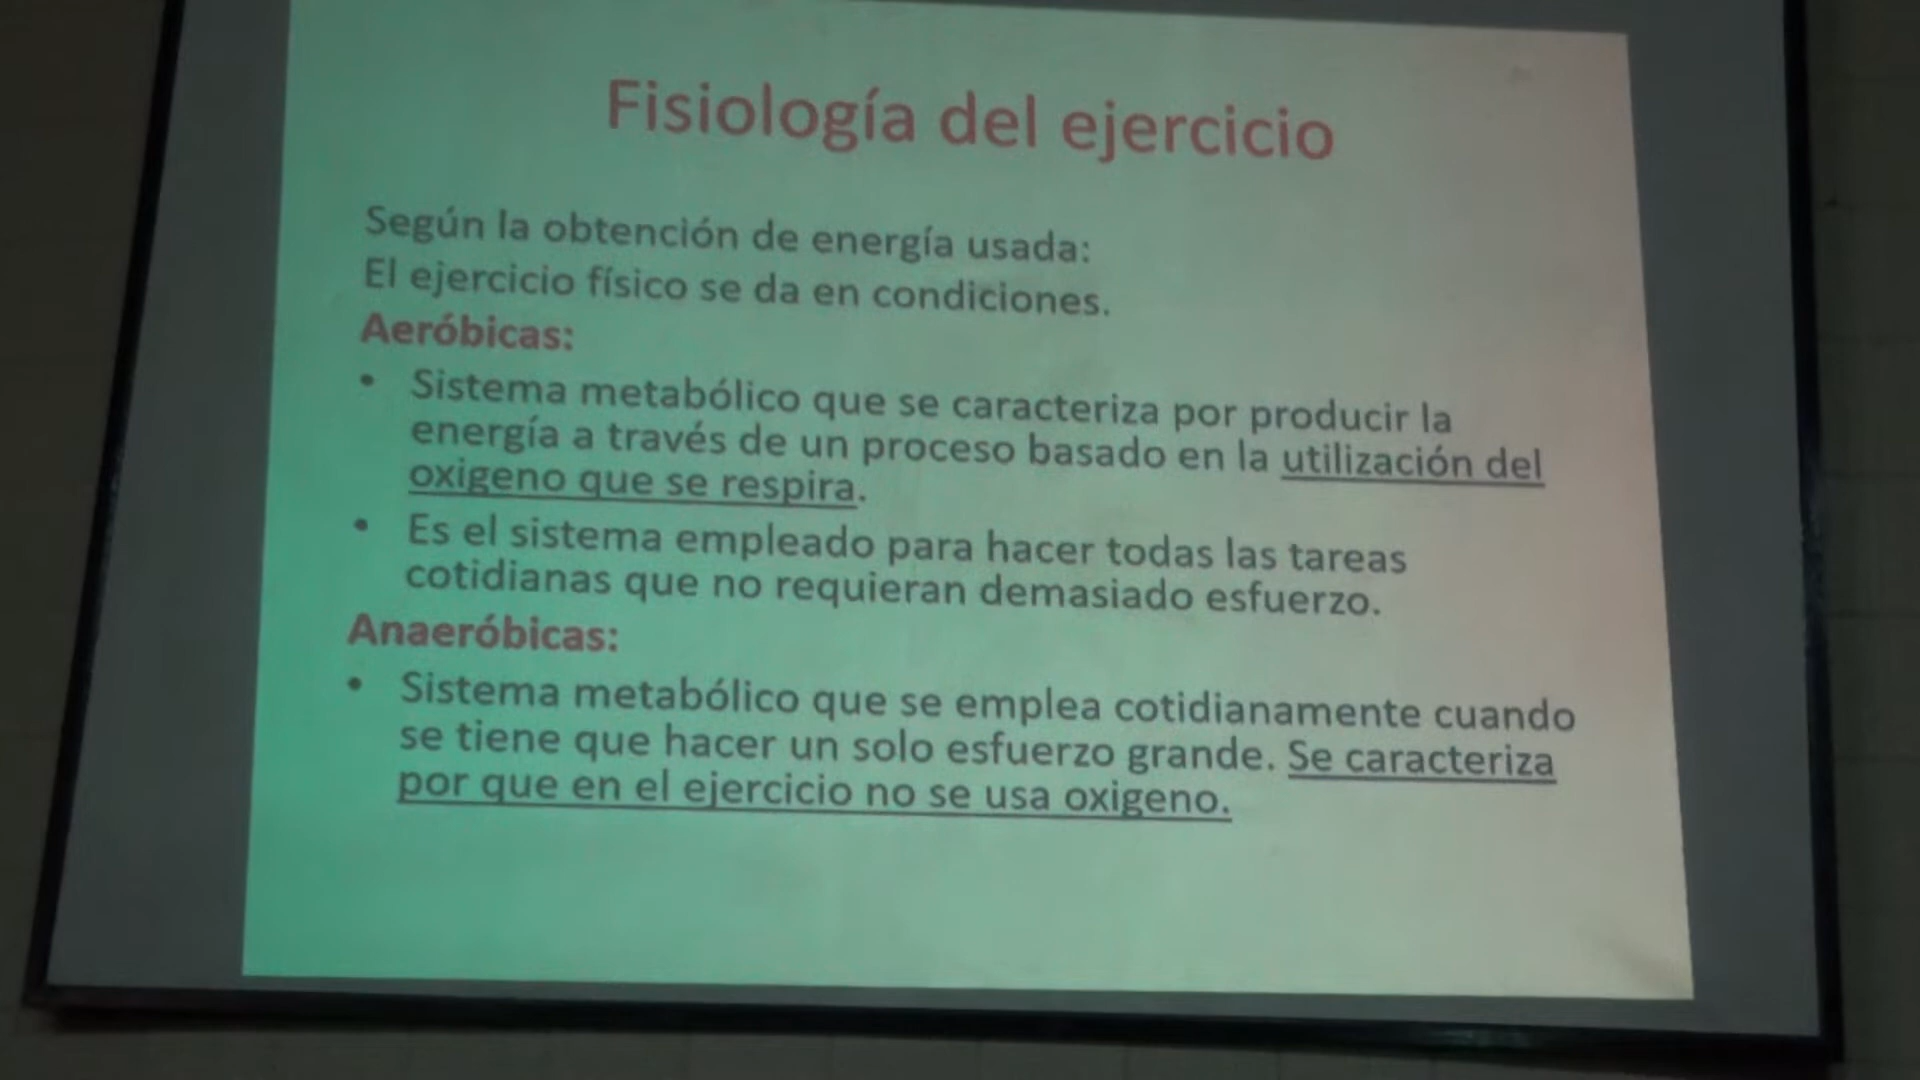 Fisiología del ejercicio
Según la obtención de energía usada:
El ejercicio físico se da en condiciones.
Aeróbicas:
• Sistema metabólico que se caracteriza por producir la
energía a través de un proceso basado en la utilización del
oxigeno que se respira.
• Es el sistema empleado para hacer todas las tareas
cotidianas que no requieran demasiado esfuerzo.
Anaeróbicas:
• Sistema metabólico que se emplea cotidianamente cuando
se tiene que hacer un solo esfuerzo grande. Se caracteriza
por que en el ejercicio no se usa oxigeno.